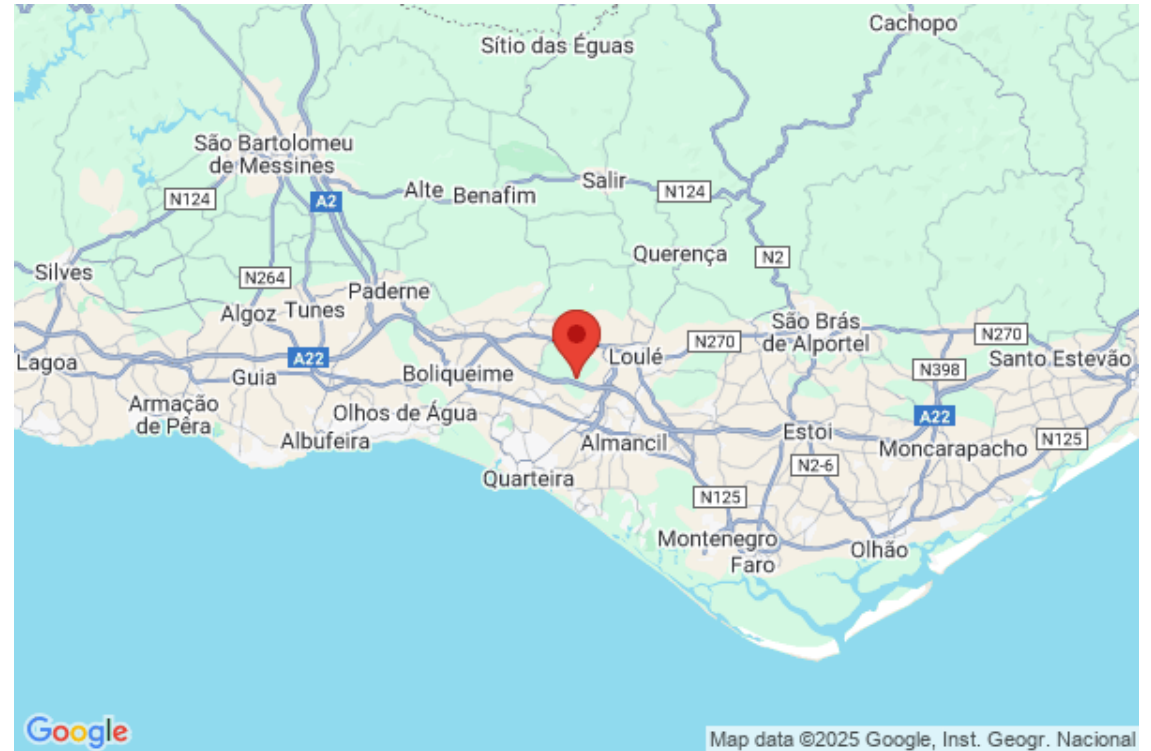 Cachopo
Sítio das Éguas
São Bartolomeu
de Messines
N124
A2
Alte
Benafim
Salir
N124
Querença
N2
Silves
N264
Paderne
Algoz
Tunes
São Brás
de Alportel
N270
N270
Lagoa
A22
Guia
Boliqueime
Loulé
N398
Santo Estevão
Armação
de Pêra
Olhos de Água
Albufeira
Almancil
Estoi
A22
Moncarapacho
N125
N2-6
Quarteira
N125
Montenegro
Faro
Olhão
Google
Map data ©2025 Google, Inst. Geogr. Nacional